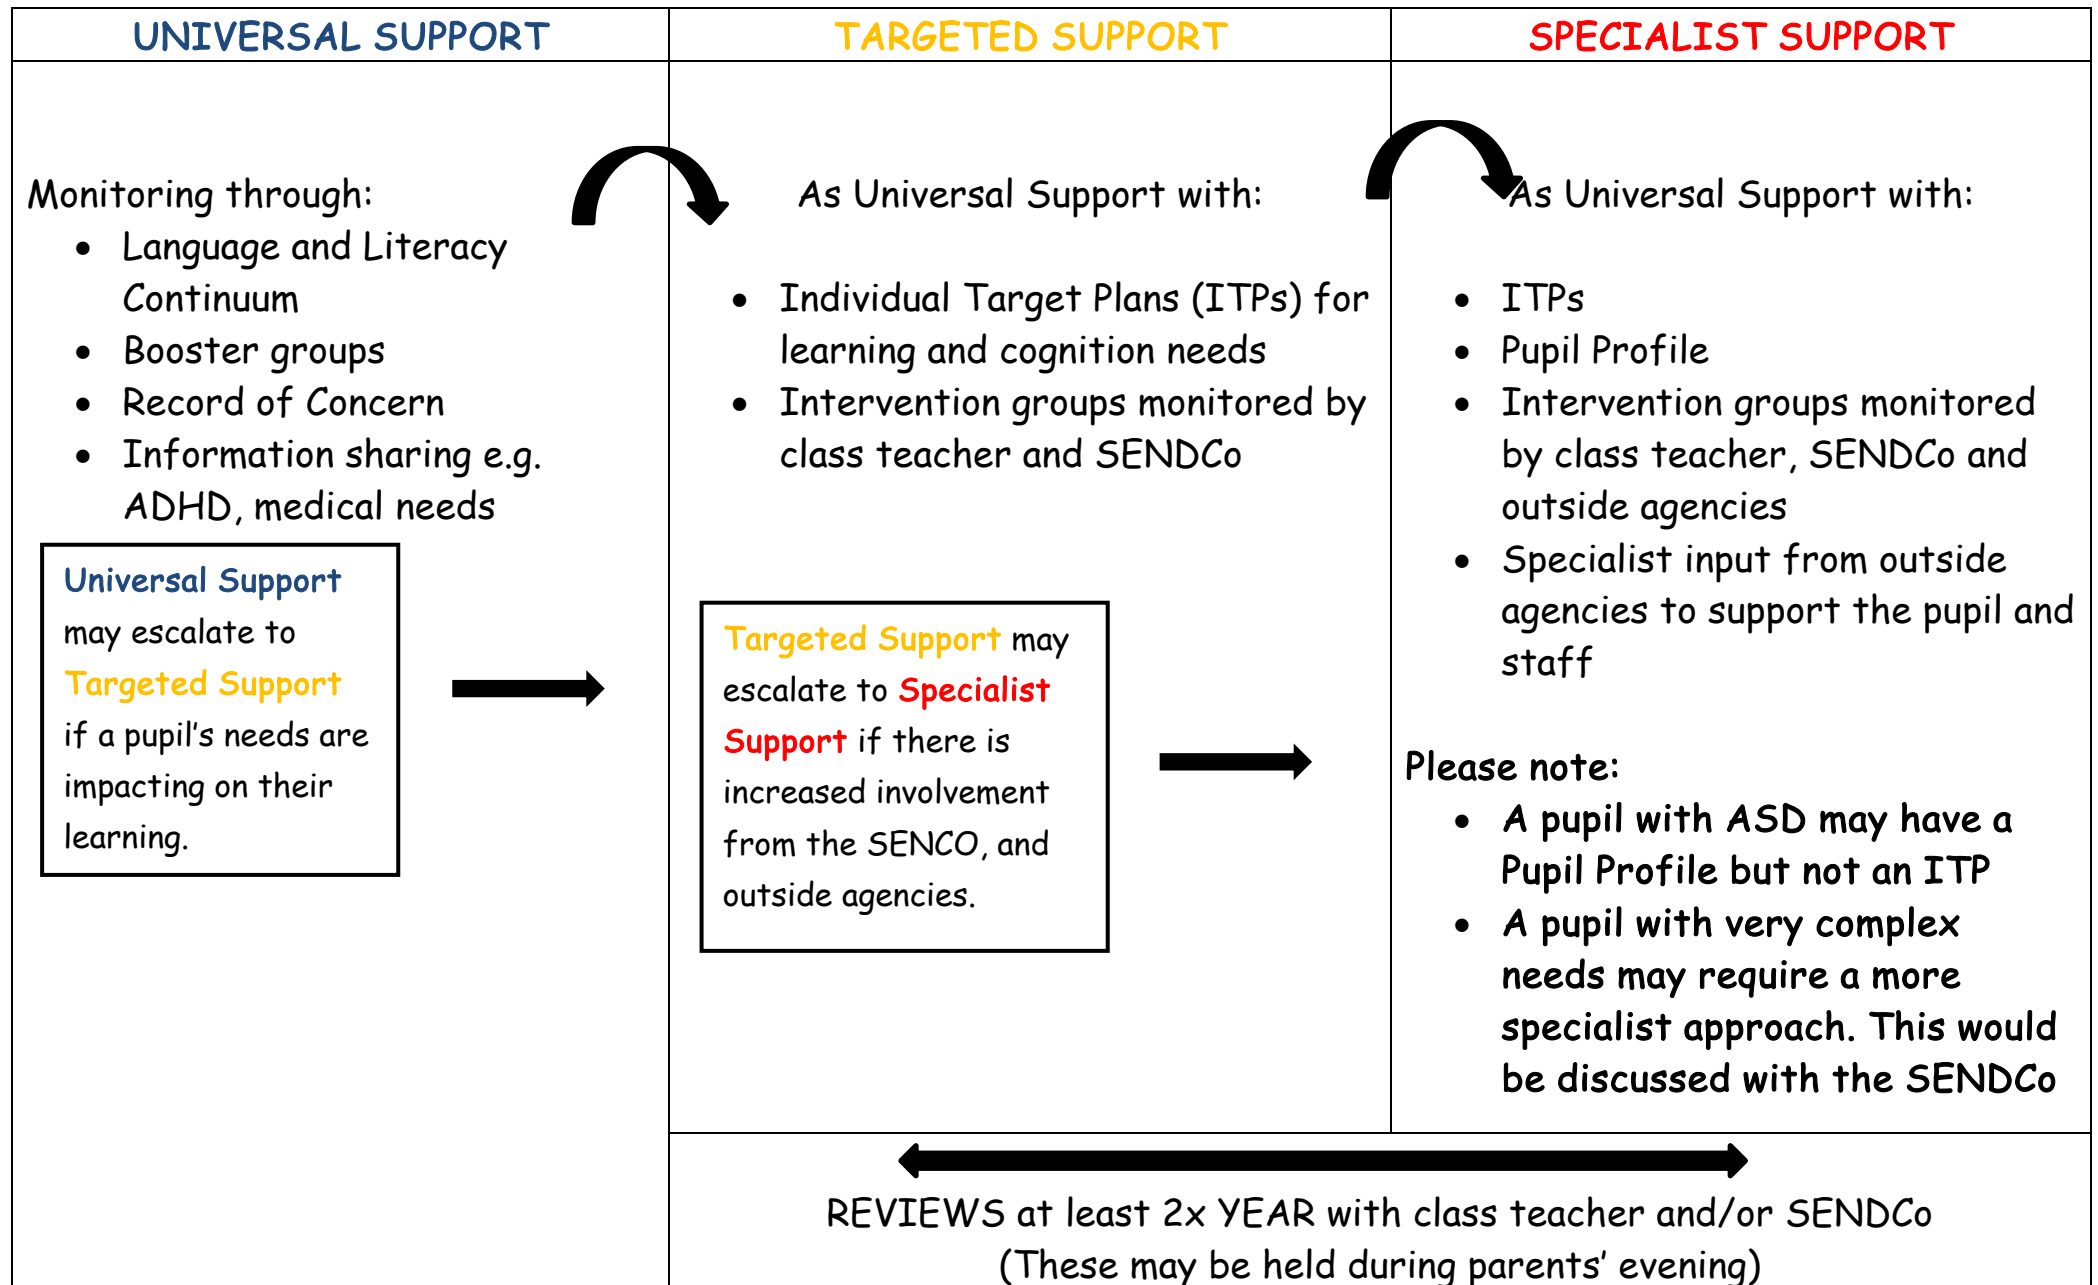 UNIVERSAL SUPPORT
TARGETED SUPPORT
SPECIALIST SUPPORT
Monitoring through:
• Language and Literacy
Continuum
• Booster groups
• Record of Concern
• Information sharing e.g.
ADHD, medical needs
Universal Support
may escalate to
Targeted Support
if a pupil's needs are
impacting on their
learning.
As Universal Support with:
• Individual Target Plans (ITPs) for
learning and cognition needs
• Intervention groups monitored by
class teacher and SENDCo
Targeted Support may
escalate to Specialist
Support if there is
increased involvement
from the SENCO, and
outside agencies.
As Universal Support with:
• ITPs
• Pupil Profile
• Intervention groups monitored
by class teacher, SENDCo and
outside agencies
• Specialist input from outside
agencies to support the pupil and
staff
Please note:
• A pupil with ASD may have a
Pupil Profile but not an ITP
• A pupil with very complex
needs may require a more
specialist approach. This would
be discussed with the SENDCo
REVIEWS at least 2x YEAR with class teacher and/or SENDCo
(These may be held during parents' evening)